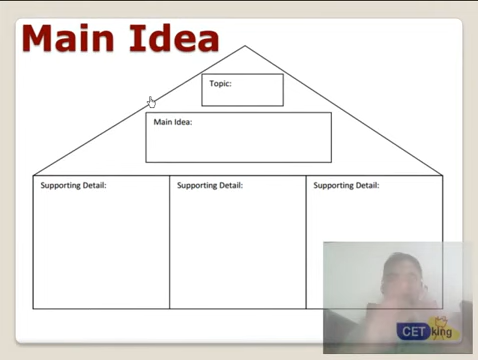 Main Idea
Topic:
Main Idea:
Supporting Detail:
Supporting Detail:
Supporting Detail:
CET king